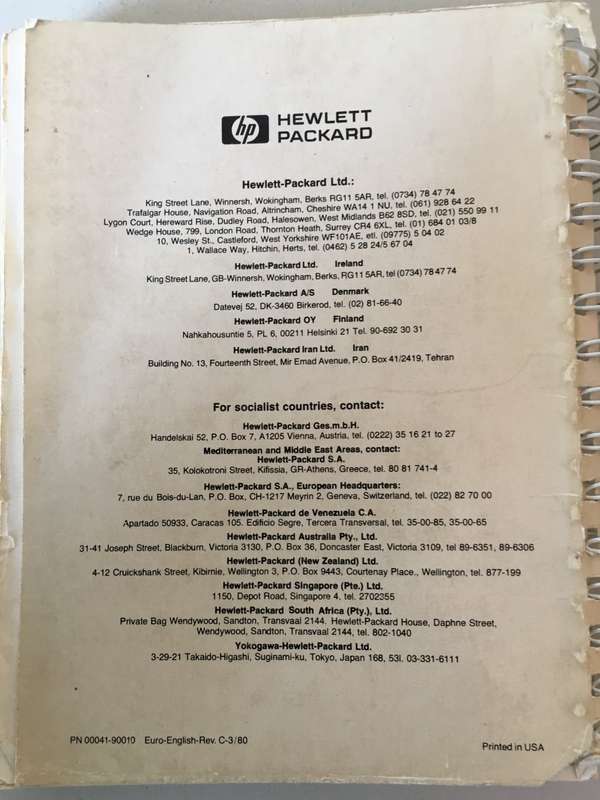 hp HEWLETT
PACKARD
Hewlett-Packard Ltd.:
King Street Lane, Winnersh, Wokingham, Berks RG11 5AR, tel. (0734) 78 47 74
Trafalgar House, Navigation Road, Altrincham, Cheshire WA14 1 NU, tel. (061) 928 64 22
Lygon Court, Hereward Rise, Dudley Road, Halesowen, West Midlands B62 8SD, tel. (021) 550 99 11
Wedge House, 799, London Road, Thornton Heath, Surrey CR4 6XL, tel. (01) 684 01 03/8
10, Wesley St., Castleford, West Yorkshire WF101AE, etl. (09775) 5 04 02
1, Wallace Way, Hitchin, Herts, tel. (0462) 5 28 24/5 67 04
Hewlett-Packard Ltd. Ireland
King Street Lane, GB-Winnersh, Wokingham, Berks, RG11 5AR, tel (0734) 78 47 74
Hewlett-Packard A/S Denmark
Datevej 52, DK-3460 Birkerod, tel. (02) 81-66-40
Hewlett-Packard OY Finland
Nahkahousuntie 5, PL 6, 00211 Helsinki 21 Tel. 90-692 30 31
Hewlett-Packard Iran Ltd. Iran
Building No. 13, Fourteenth Street, Mir Emad Avenue, P.O. Box 41/2419, Tehran
For socialist countries, contact:
Hewlett-Packard Ges.m.b.H.
Handelskai 52, P.O. Box 7, A1205 Vienna, Austria, tel. (0222) 35 16 21 to 27
Mediterranean and Middle East Areas, contact:
Hewlett-Packard S.A.
35, Kolokotroni Street, Kifissia, GR-Athens, Greece, tel. 80 81 741-4
Hewlett-Packard S.A., European Headquarters:
7, rue du Bois-du-Lan, P.O. Box, CH-1217 Meyrin 2, Geneva, Switzerland, tel. (022) 82 70 00
Hewlett-Packard de Venezuela C.A.
Apartado 50933, Caracas 105. Edificio Segre, Tercera Transversal, tel. 35-00-85, 35-00-65
Hewlett-Packard Australia Pty., Ltd.
31-41 Joseph Street, Blackburn, Victoria 3130, P.O. Box 36, Doncaster East, Victoria 3109, tel 89-6351, 89-6306
Hewlett-Packard (New Zealand) Ltd.
4-12 Cruickshank Street, Kibirnie, Wellington 3, P.O. Box 9443, Courtenay Place., Wellington, tel. 877-199
Hewlett-Packard Singapore (Pte.) Ltd.
1150, Depot Road, Singapore 4, tel. 2702355
Hewlett-Packard South Africa (Pty.), Ltd.
Private Bag Wendywood, Sandton, Transvaal 2144. Hewlett-Packard House, Daphne Street,
Wendywood, Sandton, Transvaal 2144, tel. 802-1040
Yokogawa-Hewlett-Packard Ltd.
3-29-21 Takaido-Higashi, Suginami-ku, Tokyo, Japan 168, 53l. 03-331-6111
PN 00041-90010 Euro-English-Rev. C-3/80
Printed in USA